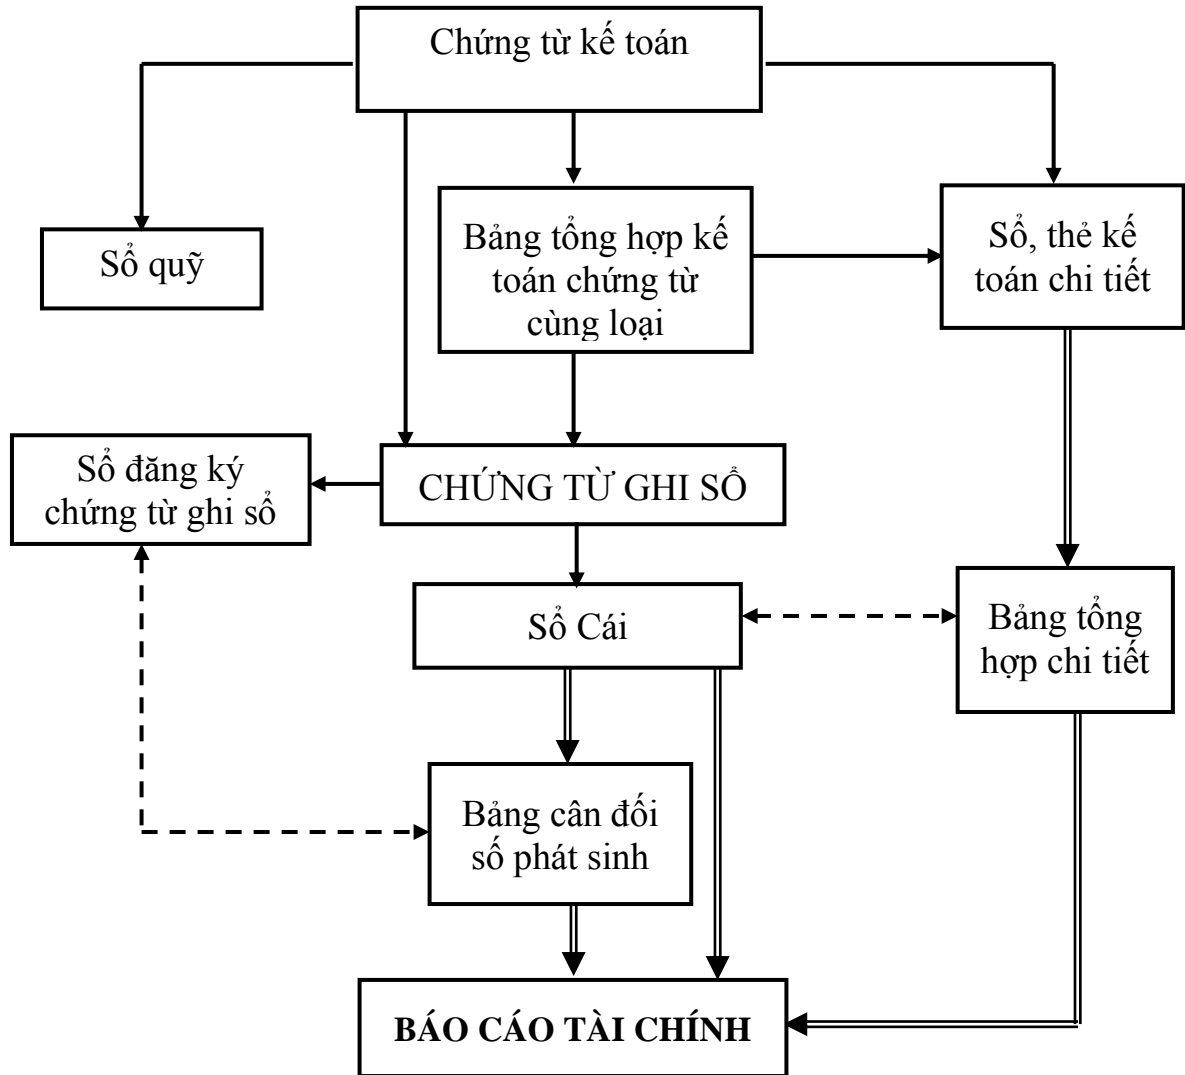 Chứng từ kế toán
Sổ quỹ
Bảng tổng hợp kế
toán chứng từ
cùng loại
Sổ, thẻ kế
toán chi tiết
Sổ đăng ký
chứng từ ghi sổ
CHỨNG TỪ GHI SỔ
Sổ Cái
Bảng tổng
hợp chi tiết
Bảng cân đối
số phát sinh
BÁO CÁO TÀI CHÍNH